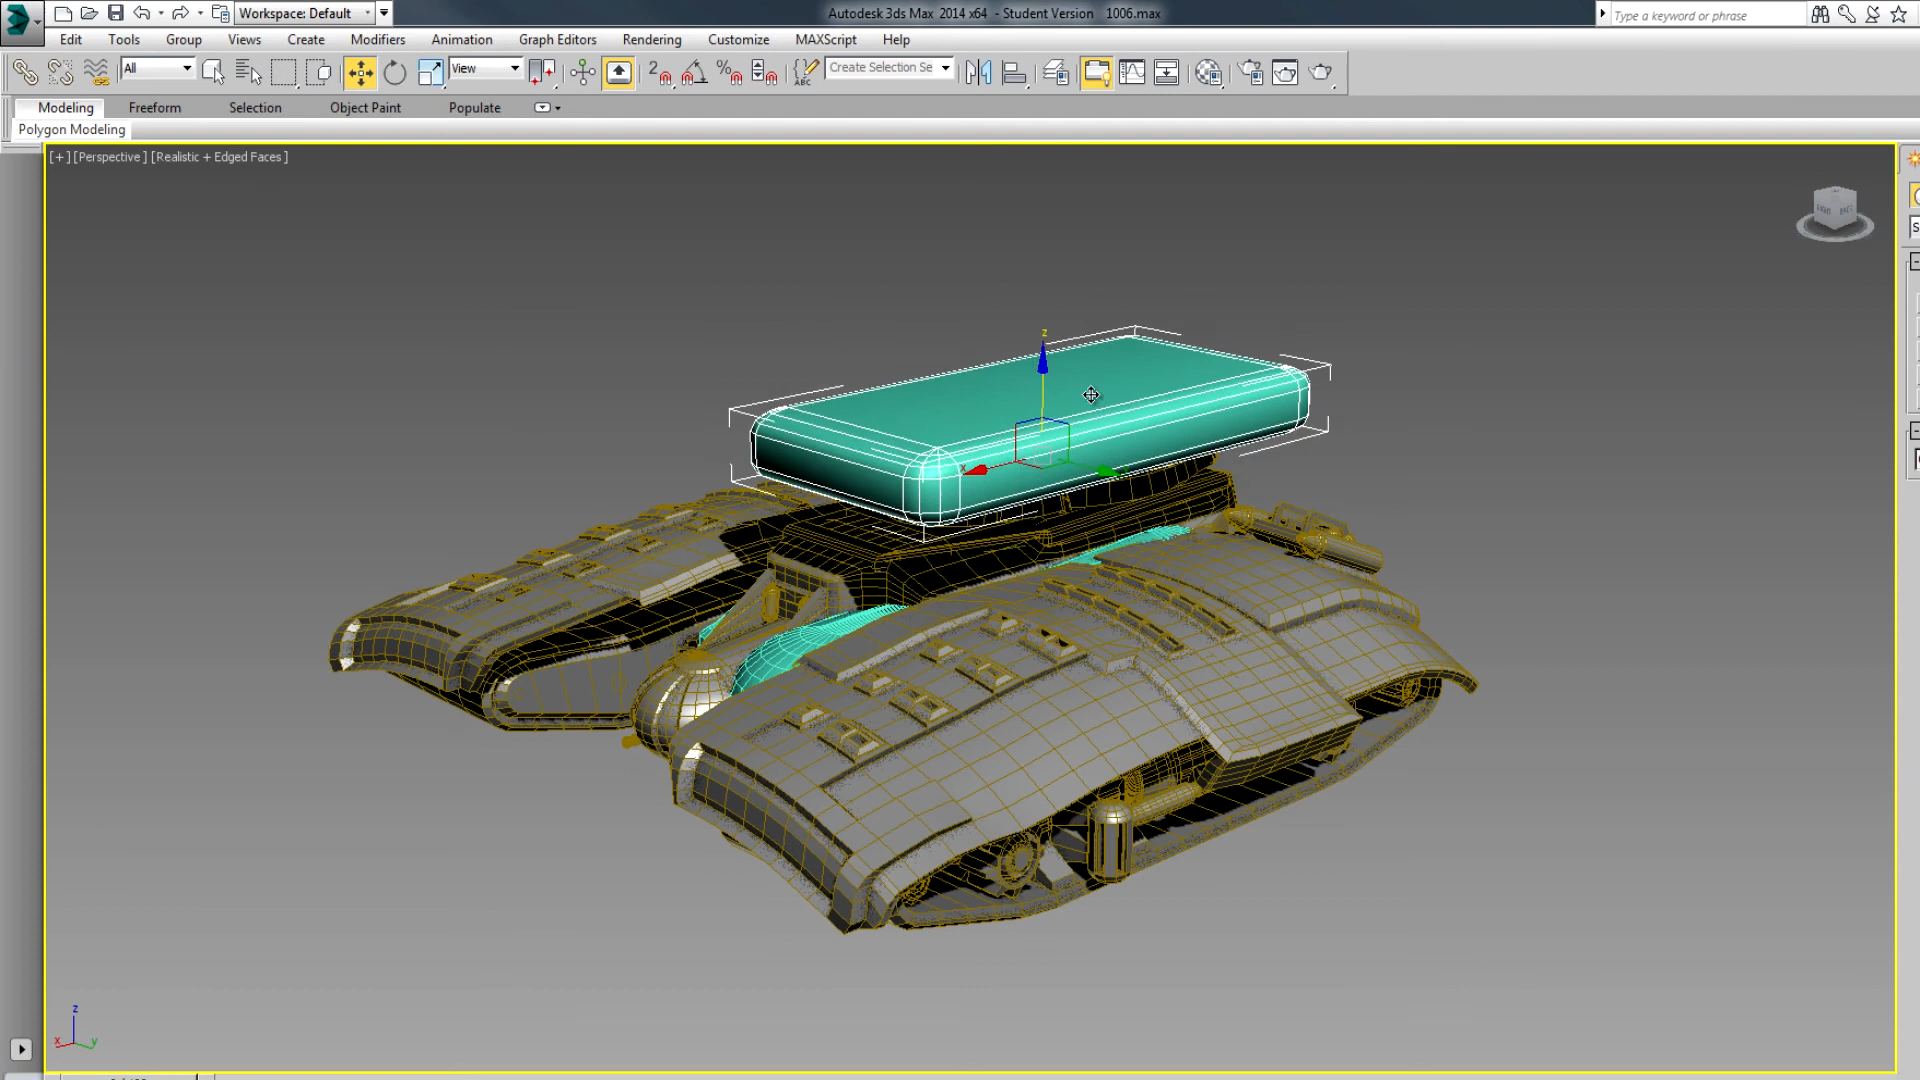 Workspace: Default
Autodesk 3ds Max 2014 x64 - Student Version 1006.max
Type a keyword or phrase
Edit Tools Group Views Create Modifiers Animation Graph Editors Rendering Customize MAXScript Help
All View Create Selection Se
ABC
Modeling Freeform Selection Object Paint Populate
Polygon Modeling
[+] [Perspective] [Realistic + Edged Faces]
S
z
x
z
x y